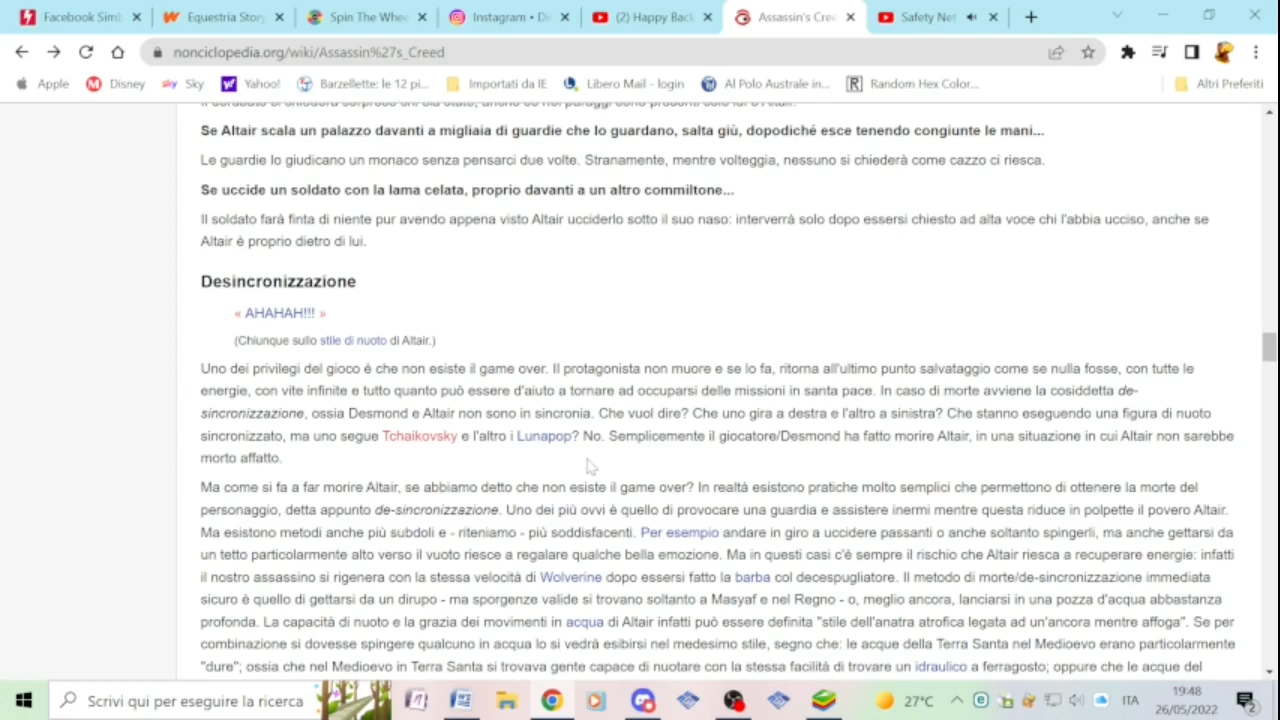 Facebook Simb
Equestria Story
Spin The Whee
Instagram • Di
(2) Happy Back
Assassin's Cree
Safety Net
nonciclopedia.org/wiki/Assassin%27s_Creed
Apple
Disney
sky Sky
Yahoo!
Barzellette: le 12 pi...
Importati da IE
Libero Mail - login
Al Polo Australe in...
R Random Hex Color...
Altri Preferiti
Se Altair scala un palazzo davanti a migliaia di guardie che lo guardano, salta giù, dopodiché esce tenendo congiunte le mani...
Le guardie lo giudicano un monaco senza pensarci due volte. Stranamente, mentre volteggia, nessuno si chiederà come cazzo ci riesca.
Se uccide un soldato con la lama celata, proprio davanti a un altro commiltone...
Il soldato farà finta di niente pur avendo appena visto Altair ucciderlo sotto il suo naso: interverrà solo dopo essersi chiesto ad alta voce chi l'abbia ucciso, anche se
Altair è proprio dietro di lui.
Desincronizzazione
« AHAHAH!!! »
(Chiunque sullo stile di nuoto di Altair.)
Uno dei privilegi del gioco è che non esiste il game over. Il protagonista non muore e se lo fa, ritorna all'ultimo punto salvataggio come se nulla fosse, con tutte le
energie, con vite infinite e tutto quanto può essere d'aiuto a tornare ad occuparsi delle missioni in santa pace. In caso di morte avviene la cosiddetta de-
sincronizzazione, ossia Desmond e Altair non sono in sincronia. Che vuol dire? Che uno gira a destra e l'altro a sinistra? Che stanno eseguendo una figura di nuoto
sincronizzato, ma uno segue Tchaikovsky e l'altro i Lunapop? No. Semplicemente il giocatore/Desmond ha fatto morire Altair, in una situazione in cui Altair non sarebbe
morto affatto.
Ma come si fa a far morire Altair, se abbiamo detto che non esiste il game over? In realtà esistono pratiche molto semplici che permettono di ottenere la morte del
personaggio, detta appunto de-sincronizzazione. Uno dei più ovvi è quello di provocare una guardia e assistere inermi mentre questa riduce in polpette il povero Altair.
Ma esistono metodi anche più subdoli e - riteniamo - più soddisfacenti. Per esempio andare in giro a uccidere passanti o anche soltanto spingerli, ma anche gettarsi da
un tetto particolarmente alto verso il vuoto riesce a regalare qualche bella emozione. Ma in questi casi c'è sempre il rischio che Altair riesca a recuperare energie: infatti
il nostro assassino si rigenera con la stessa velocità di Wolverine dopo essersi fatto la barba col decespugliatore. Il metodo di morte/de-sincronizzazione immediata
sicuro è quello di gettarsi da un dirupo - ma sporgenze valide si trovano soltanto a Masyaf e nel Regno - o, meglio ancora, lanciarsi in una pozza d'acqua abbastanza
profonda. La capacità di nuoto e la grazia dei movimenti in acqua di Altair infatti può essere definita "stile dell'anatra atrofica legata ad un'ancora mentre affoga". Se per
combinazione si dovesse spingere qualcuno in acqua lo si vedrà esibirsi nel medesimo stile, segno che: le acque della Terra Santa nel Medioevo erano particolarmente
"dure"; ossia che nel Medioevo in Terra Santa si trovava gente capace di nuotare con la stessa facilità di trovare un idraulico a ferragosto; oppure che le acque del
Scrivi qui per eseguire la ricerca
27°C
ITA
19:48
26/05/2022
2